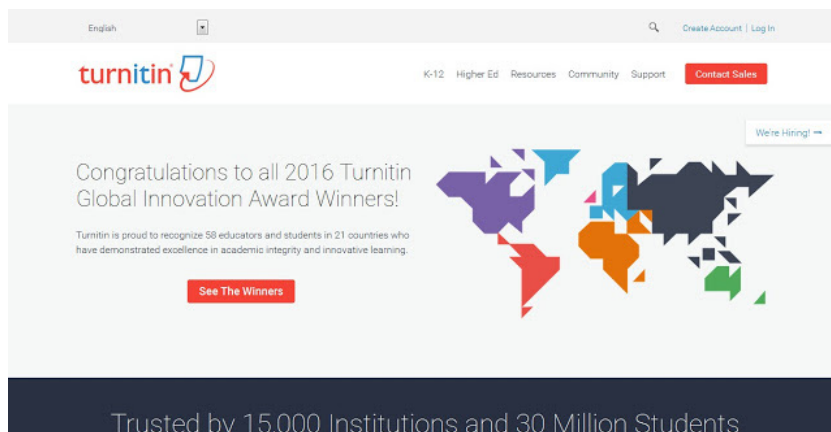 English
Create Account | Log In
turnitin
K-12 Higher Ed Resources Community Support Contact Sales
We're Hiring! →
Congratulations to all 2016 Turnitin
Global Innovation Award Winners!
Turnitin is proud to recognize 58 educators and students in 21 countries who
have demonstrated excellence in academic integrity and innovative learning.
See The Winners
Trusted by 15,000 Institutions and 30 Million Students